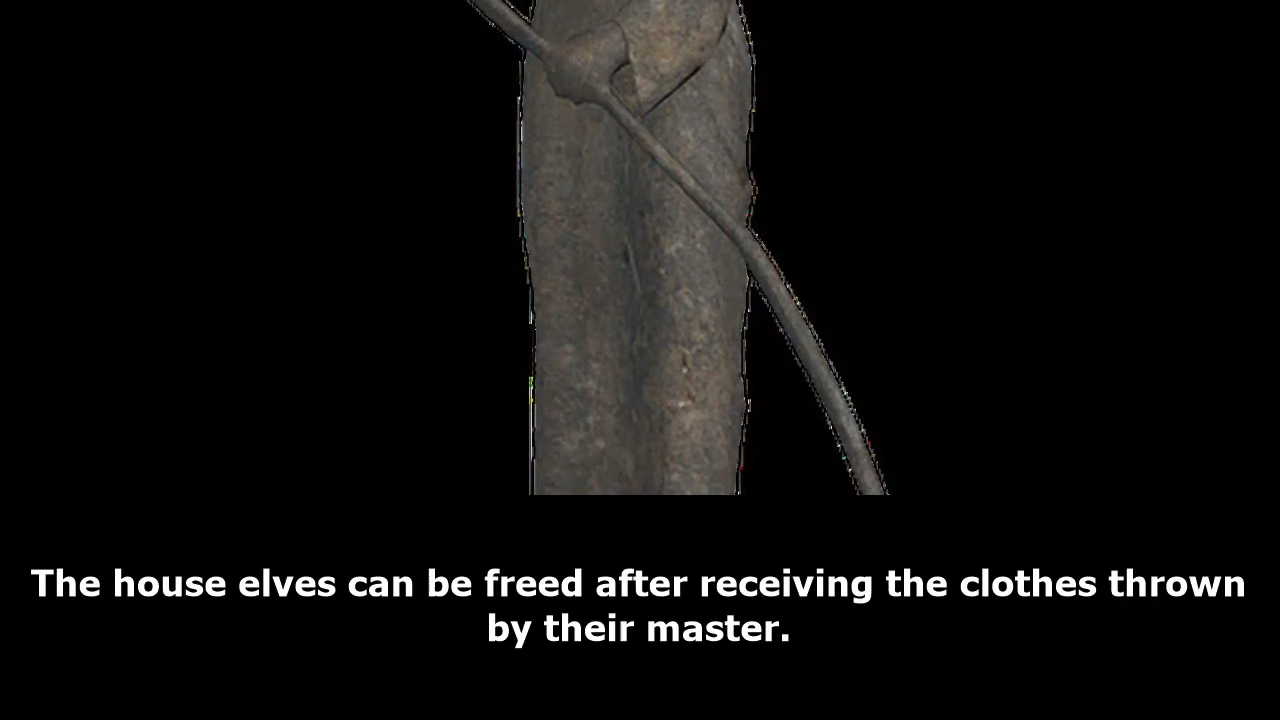 The house elves can be freed after receiving the clothes thrown
by their master.